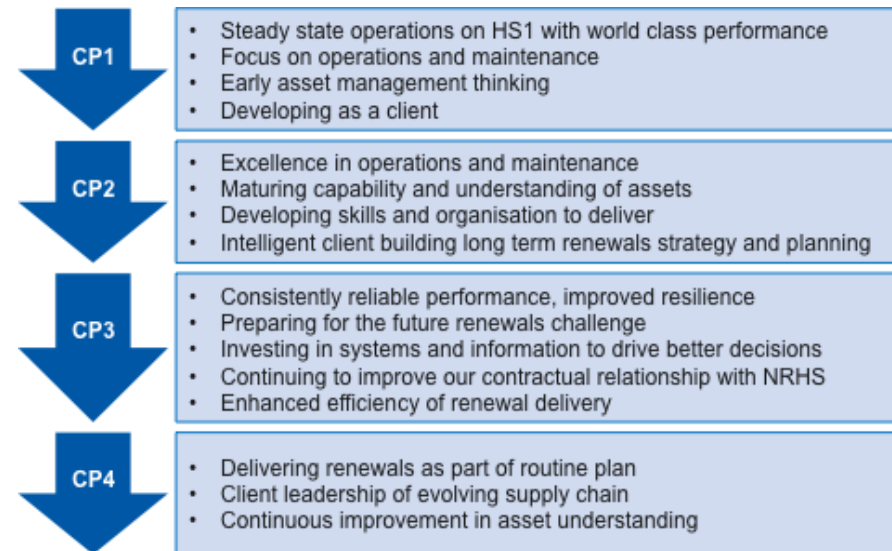 CP1
• Steady state operations on HS1 with world class performance
• Focus on operations and maintenance
• Early asset management thinking
• Developing as a client
CP2
• Excellence in operations and maintenance
• Maturing capability and understanding of assets
• Developing skills and organisation to deliver
• Intelligent client building long term renewals strategy and planning
CP3
• Consistently reliable performance, improved resilience
• Preparing for the future renewals challenge
• Investing in systems and information to drive better decisions
• Continuing to improve our contractual relationship with NRHS
• Enhanced efficiency of renewal delivery
CP4
• Delivering renewals as part of routine plan
• Client leadership of evolving supply chain
• Continuous improvement in asset understanding